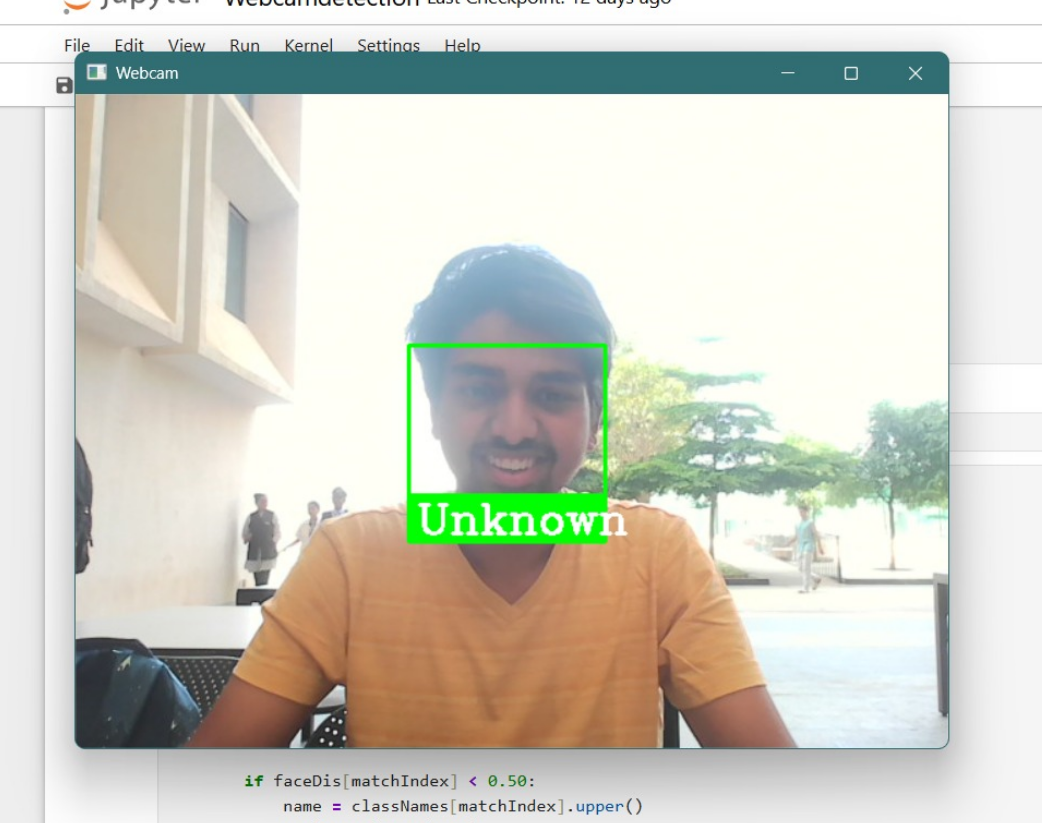 jupyter Webcamdetection Last Checkpoint: 12 days ago
File Edit View Run Kernel Settings Help
Webcam
Unknown
if faceDis[matchIndex] < 0.50:
name = classNames[matchIndex].upper()